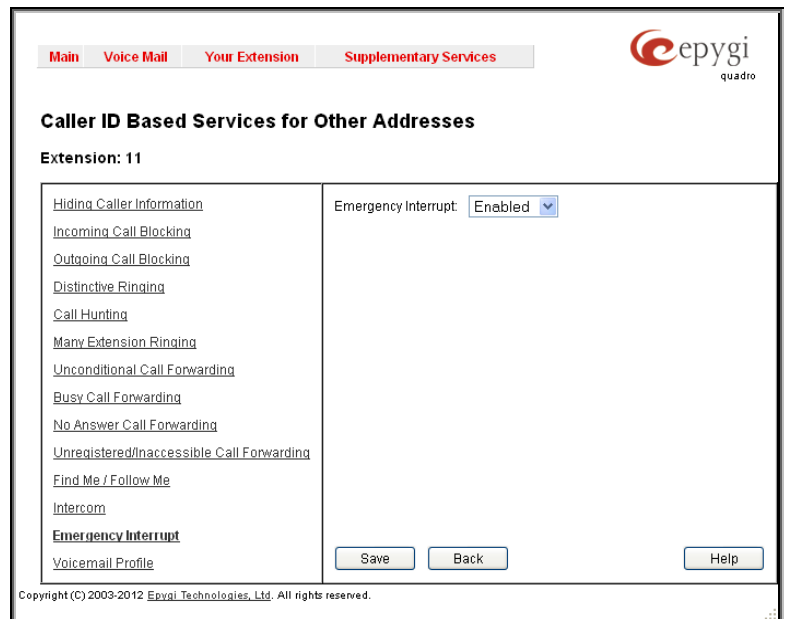 epygi
quadro
Main Voice Mail Your Extension Supplementary Services
Caller ID Based Services for Other Addresses
Extension: 11
Hiding Caller Information
Incoming Call Blocking
Outgoing Call Blocking
Distinctive Ringing
Call Hunting
Many Extension Ringing
Unconditional Call Forwarding
Busy Call Forwarding
No Answer Call Forwarding
Unregistered/Inaccessible Call Forwarding
Find Me / Follow Me
Intercom
Emergency Interrupt
Voicemail Profile
Emergency Interrupt: Enabled
Save Back Help
Copyright (C) 2003-2012 Epygi Technologies, Ltd. All rights reserved.